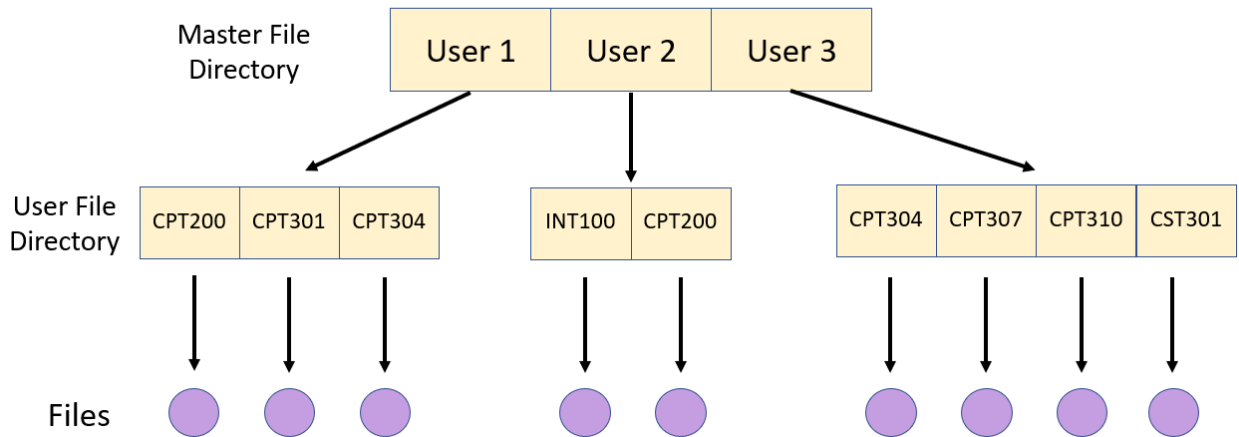 Master File
Directory
User 1
User 2
User 3
User File
Directory
CPT200
CPT301
CPT304
INT100
CPT200
CPT304
CPT307
CPT310
CST301
Files